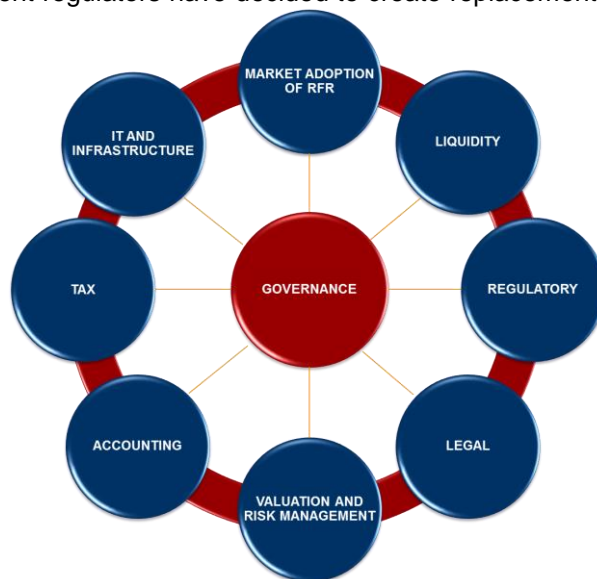 ent regulators have decided to create replacement
MARKET ADOPTION
OF RFR
IT AND
INFRASTRUCTURE
LIQUIDITY
TAX
GOVERNANCE
REGULATORY
ACCOUNTING
LEGAL
VALUATION AND
RISK MANAGEMENT